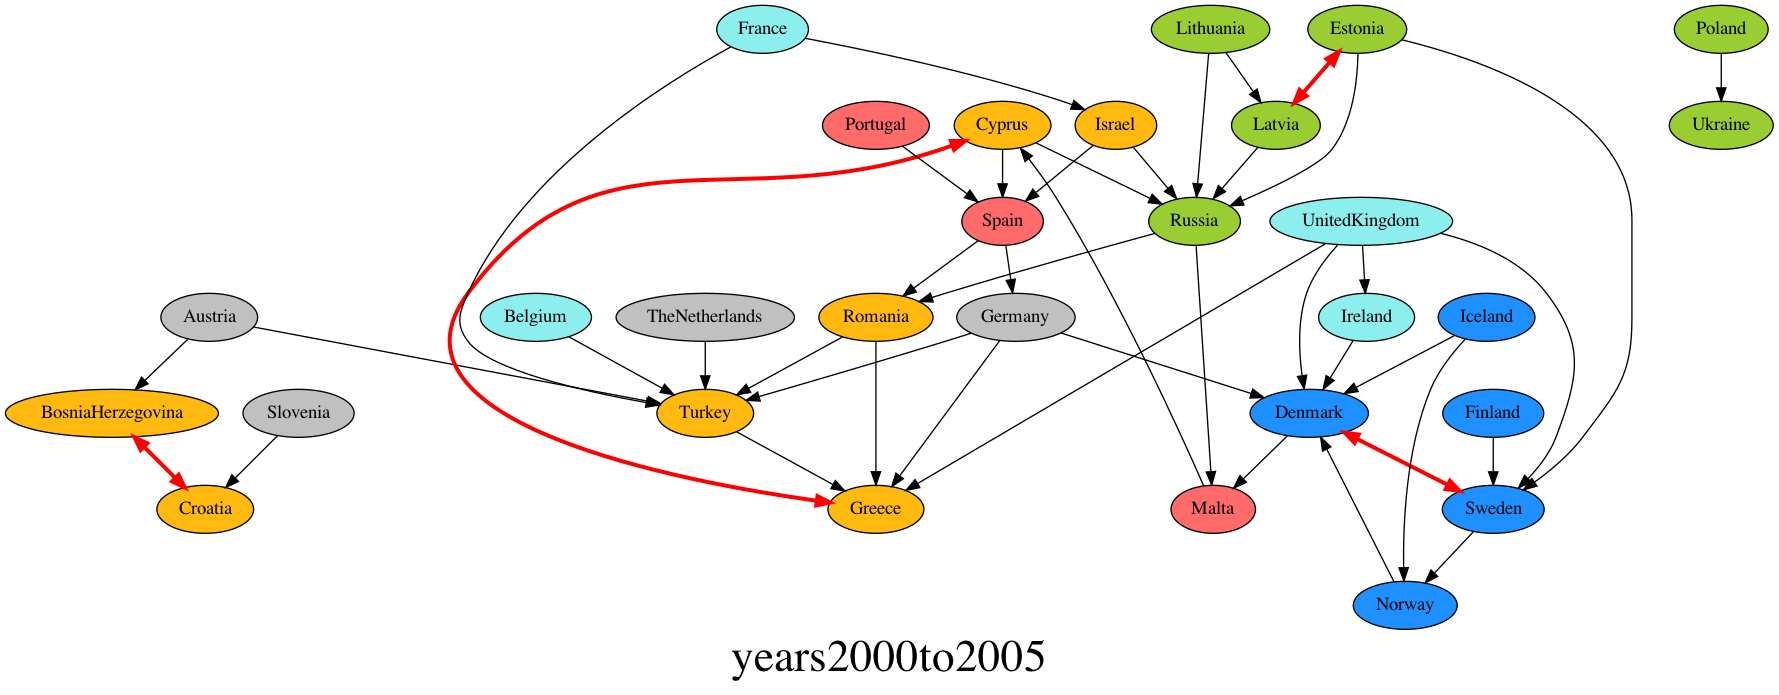 France
Lithuania
Estonia
Poland
Portugal
Cyprus
Israel
Latvia
Ukraine
Spain
Russia
UnitedKingdom
Austria
Belgium
TheNetherlands
Romania
Germany
Ireland
Iceland
BosniaHerzegovina
Slovenia
Turkey
Denmark
Finland
Croatia
Greece
Malta
Sweden
Norway
years2000to2005